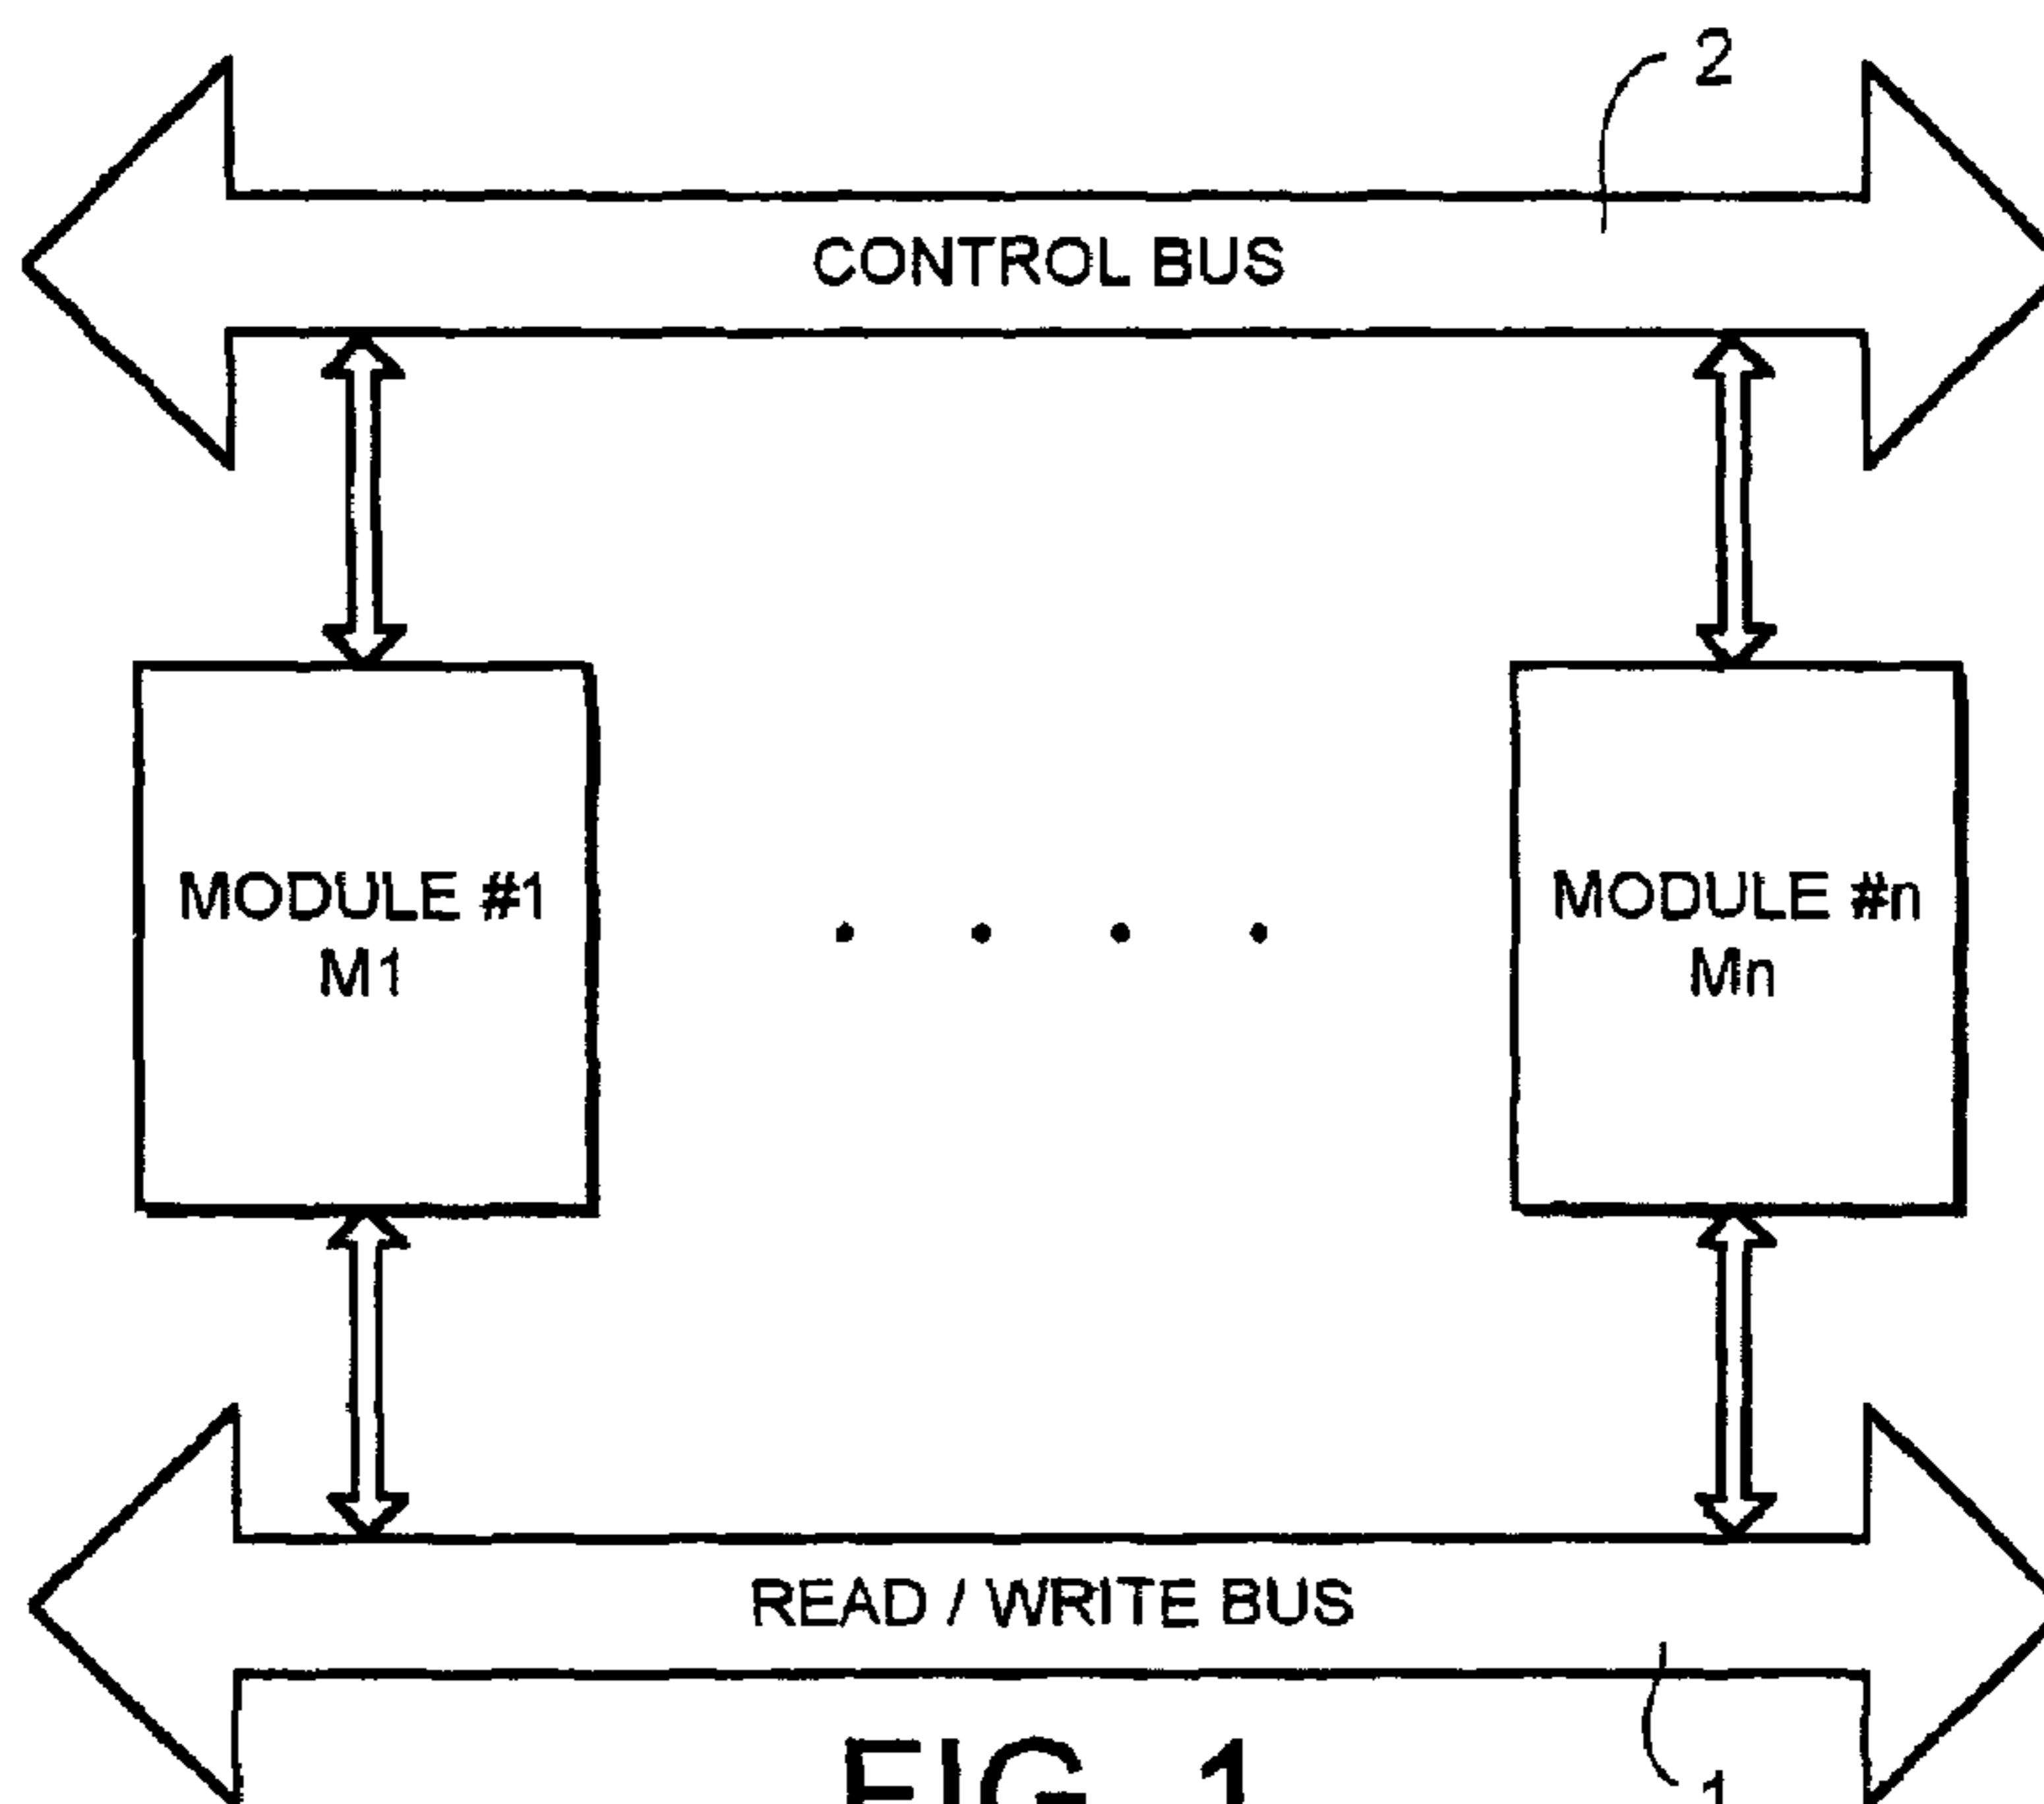 2
CONTROL BUS
MODULE #1
M1
MODULE #n
Mn
READ / WRITE BUS
1
FIG. 1